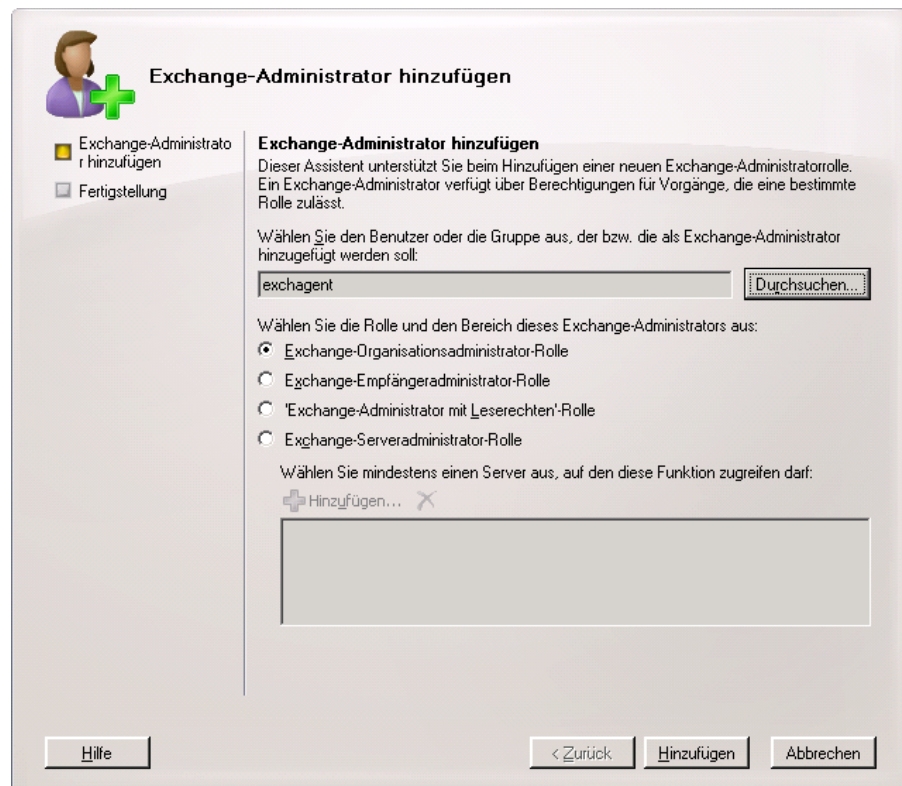 Exchange-Administrator hinzufügen
Exchange-Administrato
r hinzufügen
Fertigstellung
Exchange-Administrator hinzufügen
Dieser Assistent unterstützt Sie beim Hinzufügen einer neuen Exchange-Administratorrolle.
Ein Exchange-Administrator verfügt über Berechtigungen für Vorgänge, die eine bestimmte
Rolle zulässt.
Wählen Sie den Benutzer oder die Gruppe aus, der bzw. die als Exchange-Administrator
hinzugefügt werden soll:
exchagent
Durchsuchen...
Wählen Sie die Rolle und den Bereich dieses Exchange-Administrators aus:
Exchange-Organisationsadministrator-Rolle
Exchange-Empfängeradministrator-Rolle
'Exchange-Administrator mit Leserechten'-Rolle
Exchange-Serveradministrator-Rolle
Wählen Sie mindestens einen Server aus, auf den diese Funktion zugreifen darf:
Hinzufügen...
Hilfe
< Zurück
Hinzufügen
Abbrechen